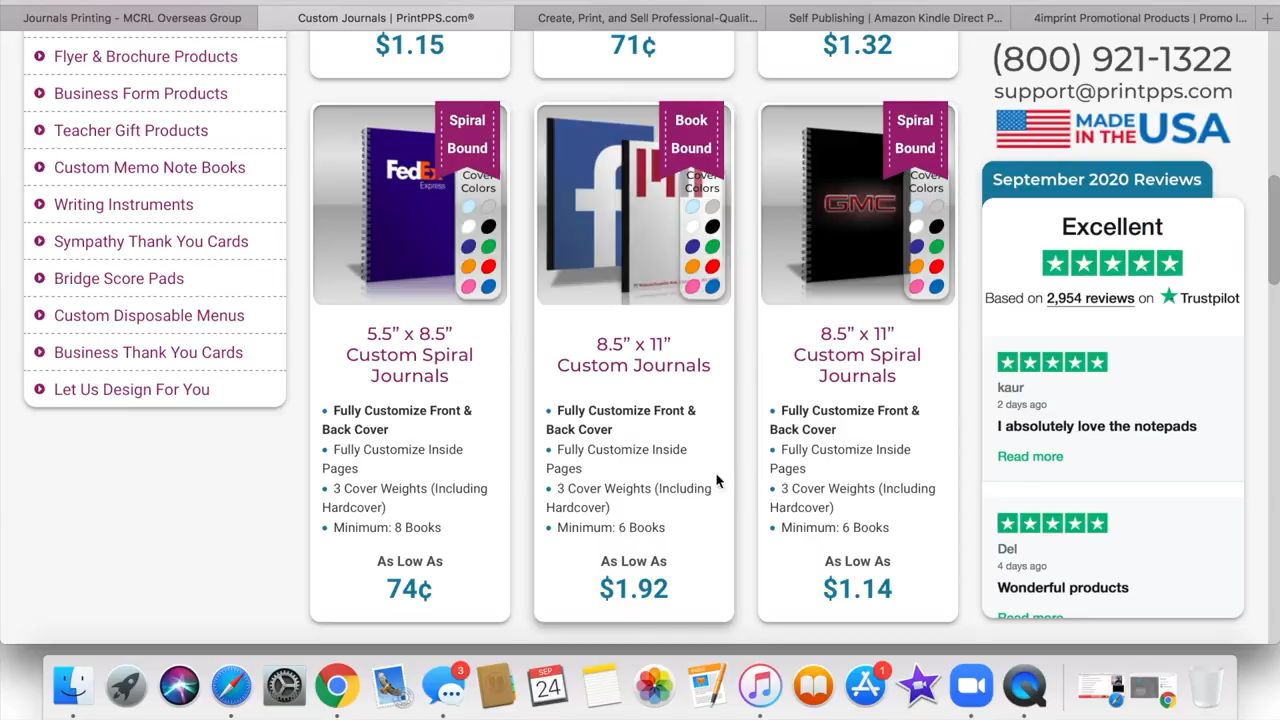 Journals Printing - MCRL Overseas Group
Custom Journals | PrintPPS.com®
Create, Print, and Sell Professional-Qualit...
Self Publishing | Amazon Kindle Direct P...
4imprint Promotional Products | Promo I...
Flyer & Brochure Products
Business Form Products
Teacher Gift Products
Custom Memo Note Books
Writing Instruments
Sympathy Thank You Cards
Bridge Score Pads
Custom Disposable Menus
Business Thank You Cards
Let Us Design For You
$1.15
71¢
$1.32
Spiral
Bound
FedEx
Express
Cover
Colors
5.5” x 8.5”
Custom Spiral
Journals
• Fully Customize Front &
Back Cover
• Fully Customize Inside
Pages
• 3 Cover Weights (Including
Hardcover)
• Minimum: 8 Books
As Low As
74¢
Book
Bound
f
Cover
Colors
8.5” x 11”
Custom Journals
• Fully Customize Front &
Back Cover
• Fully Customize Inside
Pages
• 3 Cover Weights (Including
Hardcover)
• Minimum: 6 Books
As Low As
$1.92
Spiral
Bound
GMC
Cover
Colors
8.5” x 11”
Custom Spiral
Journals
• Fully Customize Front &
Back Cover
• Fully Customize Inside
Pages
• 3 Cover Weights (Including
Hardcover)
• Minimum: 6 Books
As Low As
$1.14
(800) 921-1322
support@printpps.com
MADE
IN THE USA
September 2020 Reviews
Excellent
Based on 2,954 reviews on Trustpilot
kaur
2 days ago
I absolutely love the notepads
Read more
Del
4 days ago
Wonderful products
Read more
3
SEP
24
1